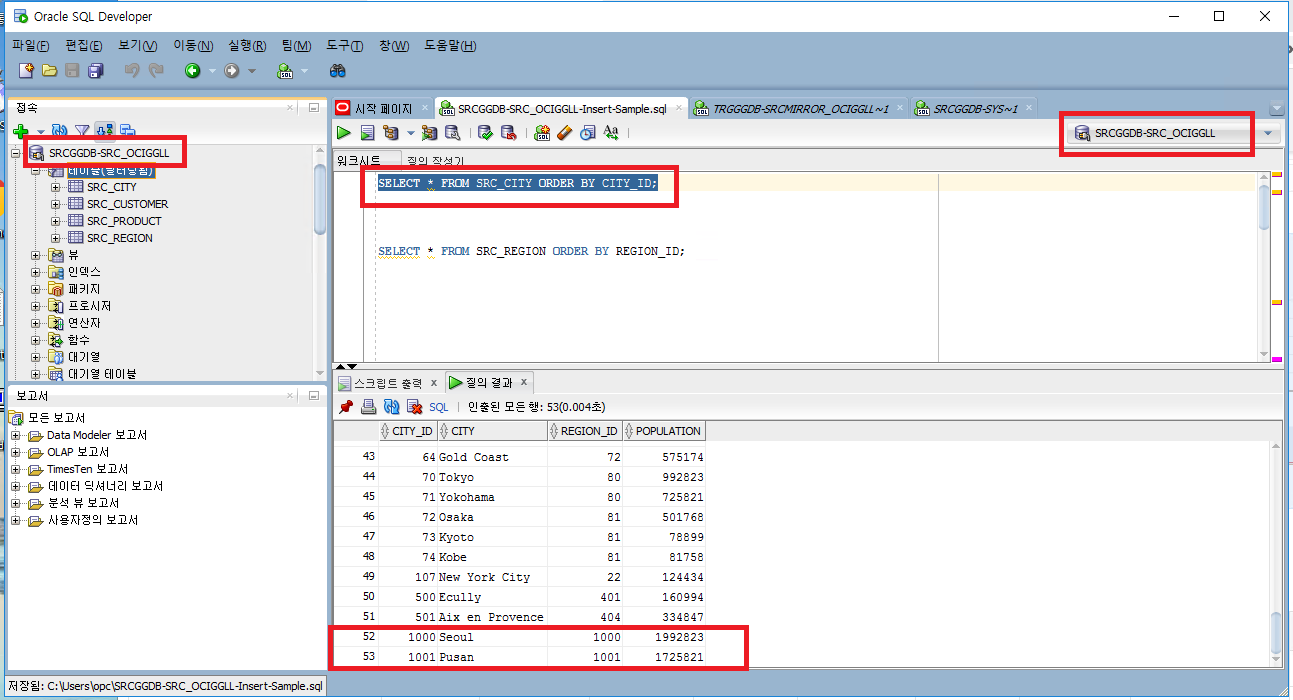 Oracle SQL Developer
파일(F) 편집(E) 보기(V) 이동(N) 실행(R) 팀(M) 도구(T) 창(W) 도움말(H)
접속
SRCGGDB-SRC_OCIGGLL
테이블(필터링됨)
SRC_CITY
SRC_CUSTOMER
SRC_PRODUCT
SRC_REGION
뷰
인덱스
패키지
프로시저
연산자
함수
대기열
대기열 테이블
보고서
모든 보고서
Data Modeler 보고서
OLAP 보고서
TimesTen 보고서
데이터 딕셔너리 보고서
분석 뷰 보고서
사용자정의 보고서
시작 페이지 SRCGGDB-SRC_OCIGGLL-Insert-Sample.sql TRGGGDB-SRCMIRROR_OCIGGLL~1 SRCGGDB-SYS~1
SRCGGDB-SRC_OCIGGLL
워크시트 질의 작성기
SELECT * FROM SRC_CITY ORDER BY CITY_ID;
SELECT * FROM SRC_REGION ORDER BY REGION_ID;
스크립트 출력 질의 결과
SQL 인출된 모든 행: 53(0.004초)
CITY_ID CITY REGION_ID POPULATION
43 64 Gold Coast 72 575174
44 70 Tokyo 80 992823
45 71 Yokohama 80 725821
46 72 Osaka 81 501768
47 73 Kyoto 81 78899
48 74 Kobe 81 81758
49 107 New York City 22 124434
50 500 Ecully 401 160994
51 501 Aix en Provence 404 334847
52 1000 Seoul 1000 1992823
53 1001 Pusan 1001 1725821
저장됨: C:\Users\opc\SRCGGDB-SRC_OCIGGLL-Insert-Sample.sql